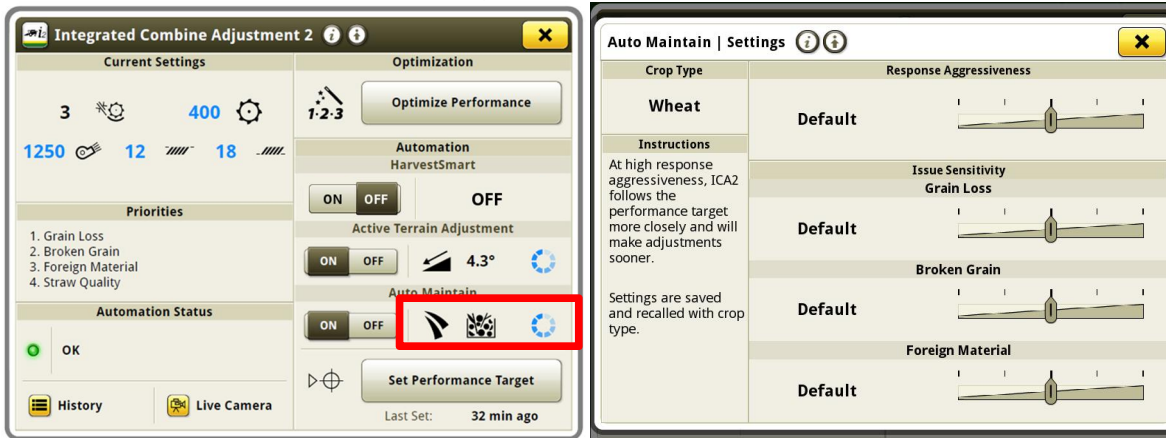 Integrated Combine Adjustment 2
Current Settings
3 400
1250 12 18
Priorities
1. Grain Loss
2. Broken Grain
3. Foreign Material
4. Straw Quality
Automation Status
OK
History Live Camera
Optimization
1·2·3 Optimize Performance
Automation
HarvestSmart
ON OFF OFF
Active Terrain Adjustment
ON OFF 4.3°
Auto Maintain
ON OFF
Set Performance Target
Last Set: 32 min ago
Auto Maintain | Settings
Crop Type
Wheat
Instructions
At high response
aggressiveness, ICA2
follows the
performance target
more closely and will
make adjustments
sooner.
Settings are saved
and recalled with crop
type.
Response Aggressiveness
Default
Issue Sensitivity
Grain Loss
Default
Broken Grain
Default
Foreign Material
Default